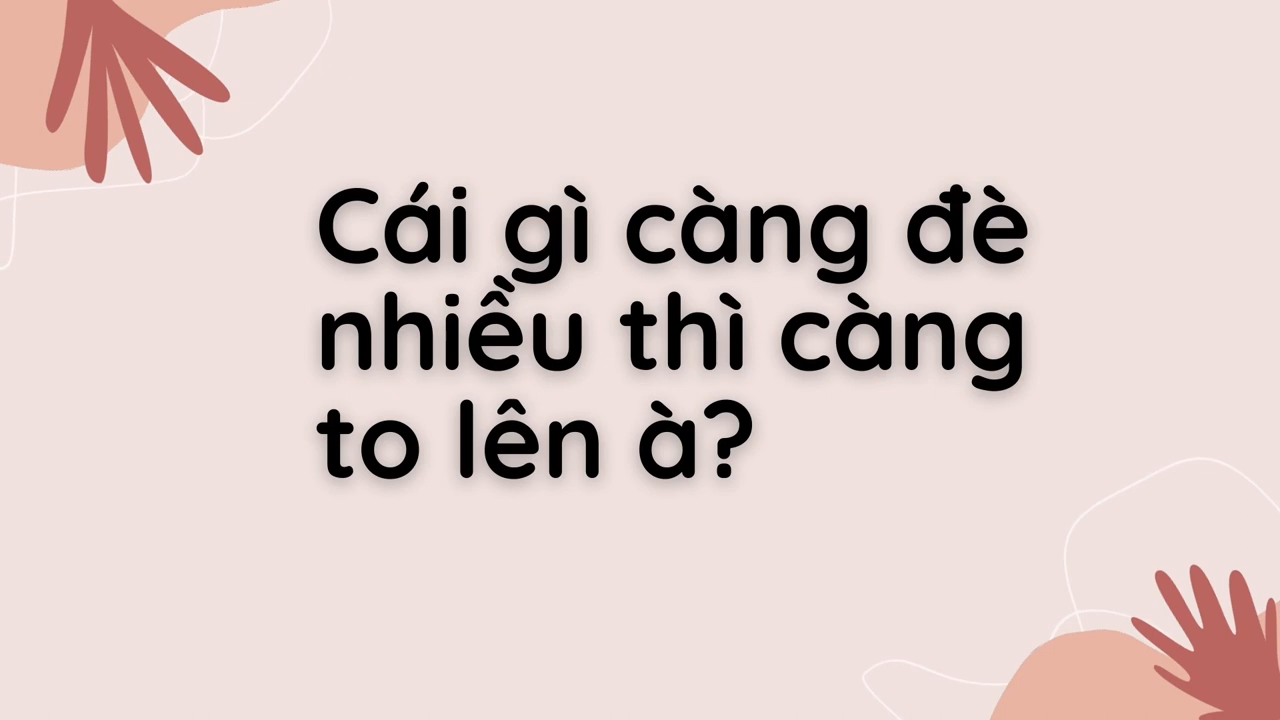 Cái gì càng đè
nhiều thì càng
to lên à?